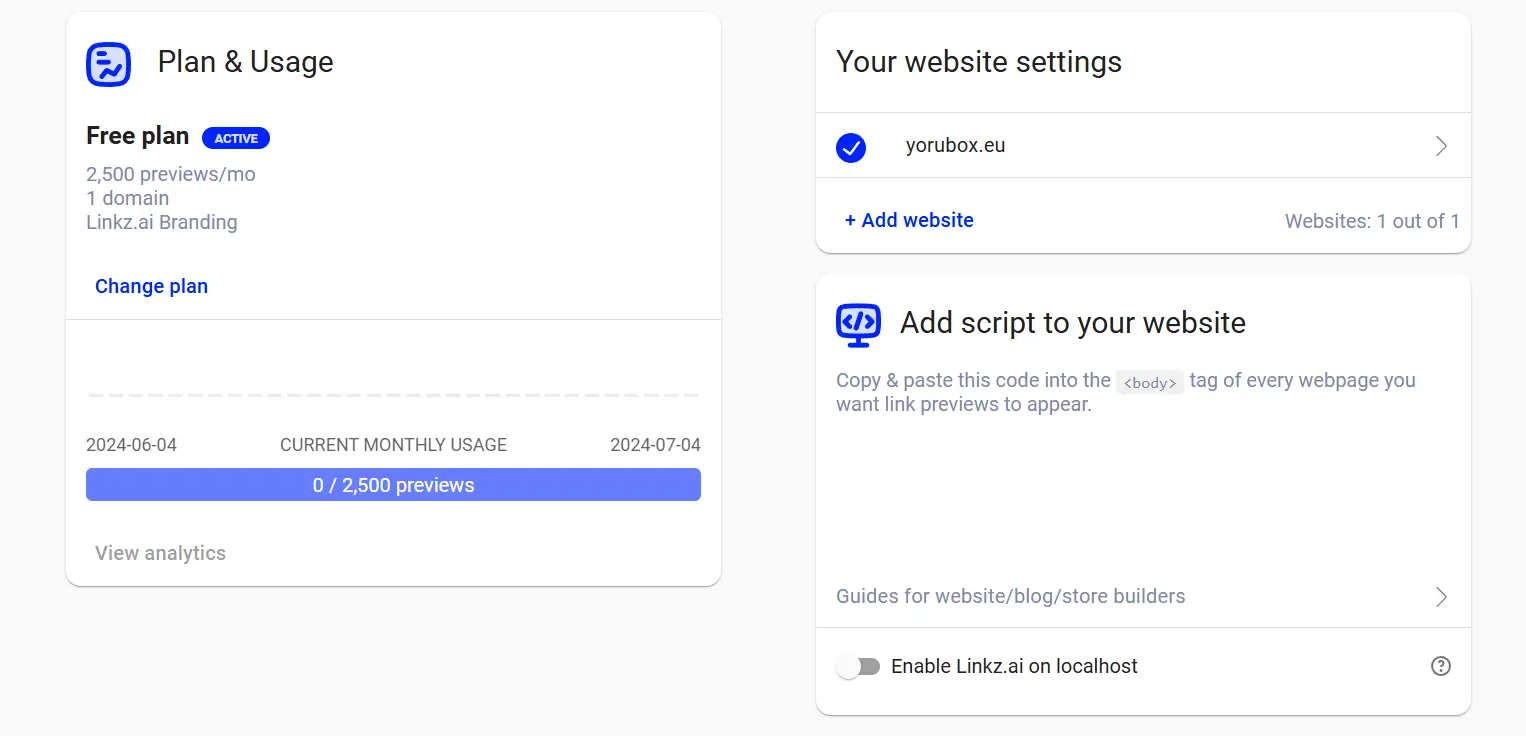 Plan & Usage
Free plan ACTIVE
2,500 previews/mo
1 domain
Linkz.ai Branding
Change plan
2024-06-04 CURRENT MONTHLY USAGE 2024-07-04
0 / 2,500 previews
View analytics
Your website settings
yorubox.eu
+ Add website Websites: 1 out of 1
Add script to your website
Copy & paste this code into the <body> tag of every webpage you
want link previews to appear.
Guides for website/blog/store builders
Enable Linkz.ai on localhost